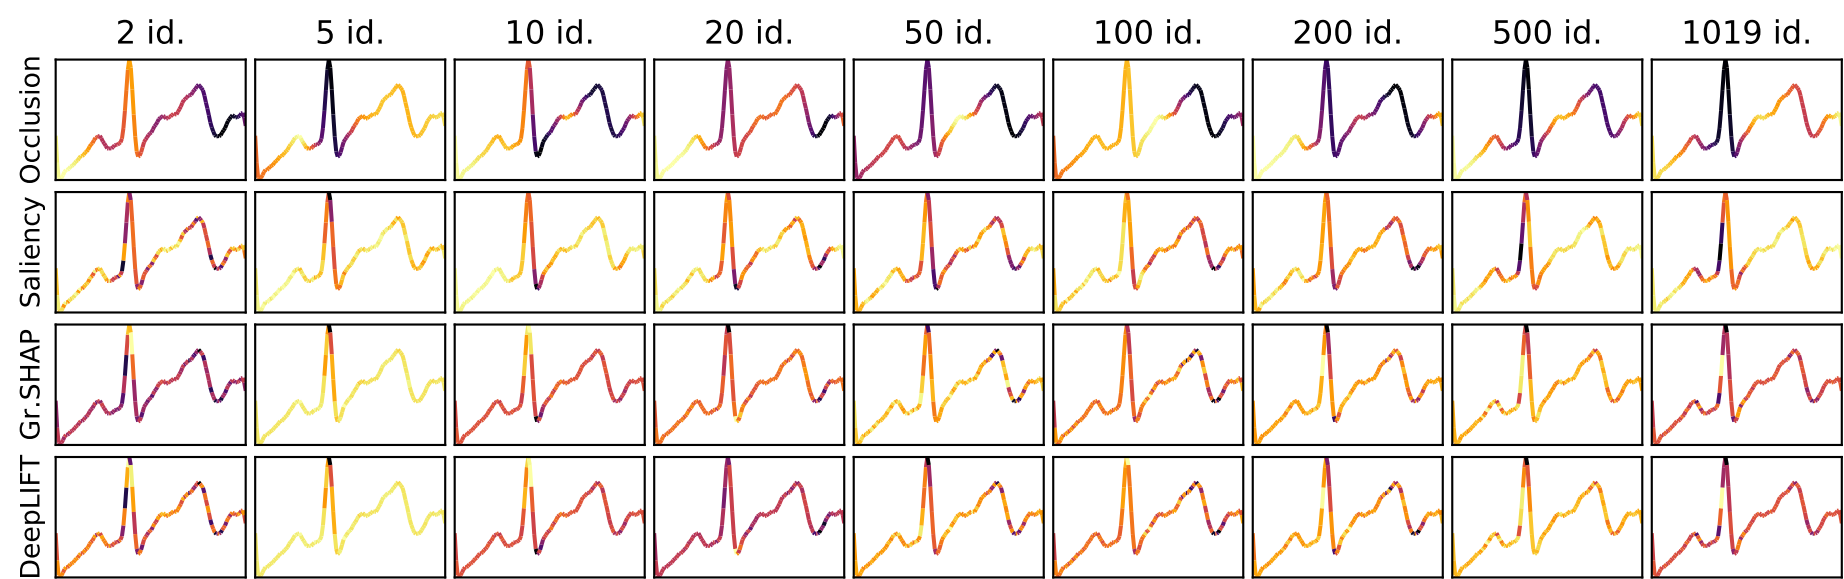 2 id. 5 id. 10 id. 20 id. 50 id. 100 id. 200 id. 500 id. 1019 id.
Occlusion
Saliency
Gr.SHAP
DeepLIFT